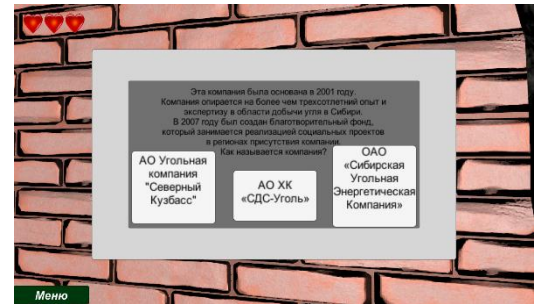 Эта компания была основана в 2001 году.
Компания опирается на более чем трехсотлетний опыт и
экспертизу в области добычи угля в Сибири.
В 2007 году был создан благотворительный фонд,
который занимается реализацией социальных проектов
в регионах присутствия компании.
Как называется компания?
АО Угольная
компания
"Северный
Кузбасс"
АО ХК
«СДС-Уголь»
ОАО
«Сибирская
Угольная
Энергетическая
Компания»
Меню